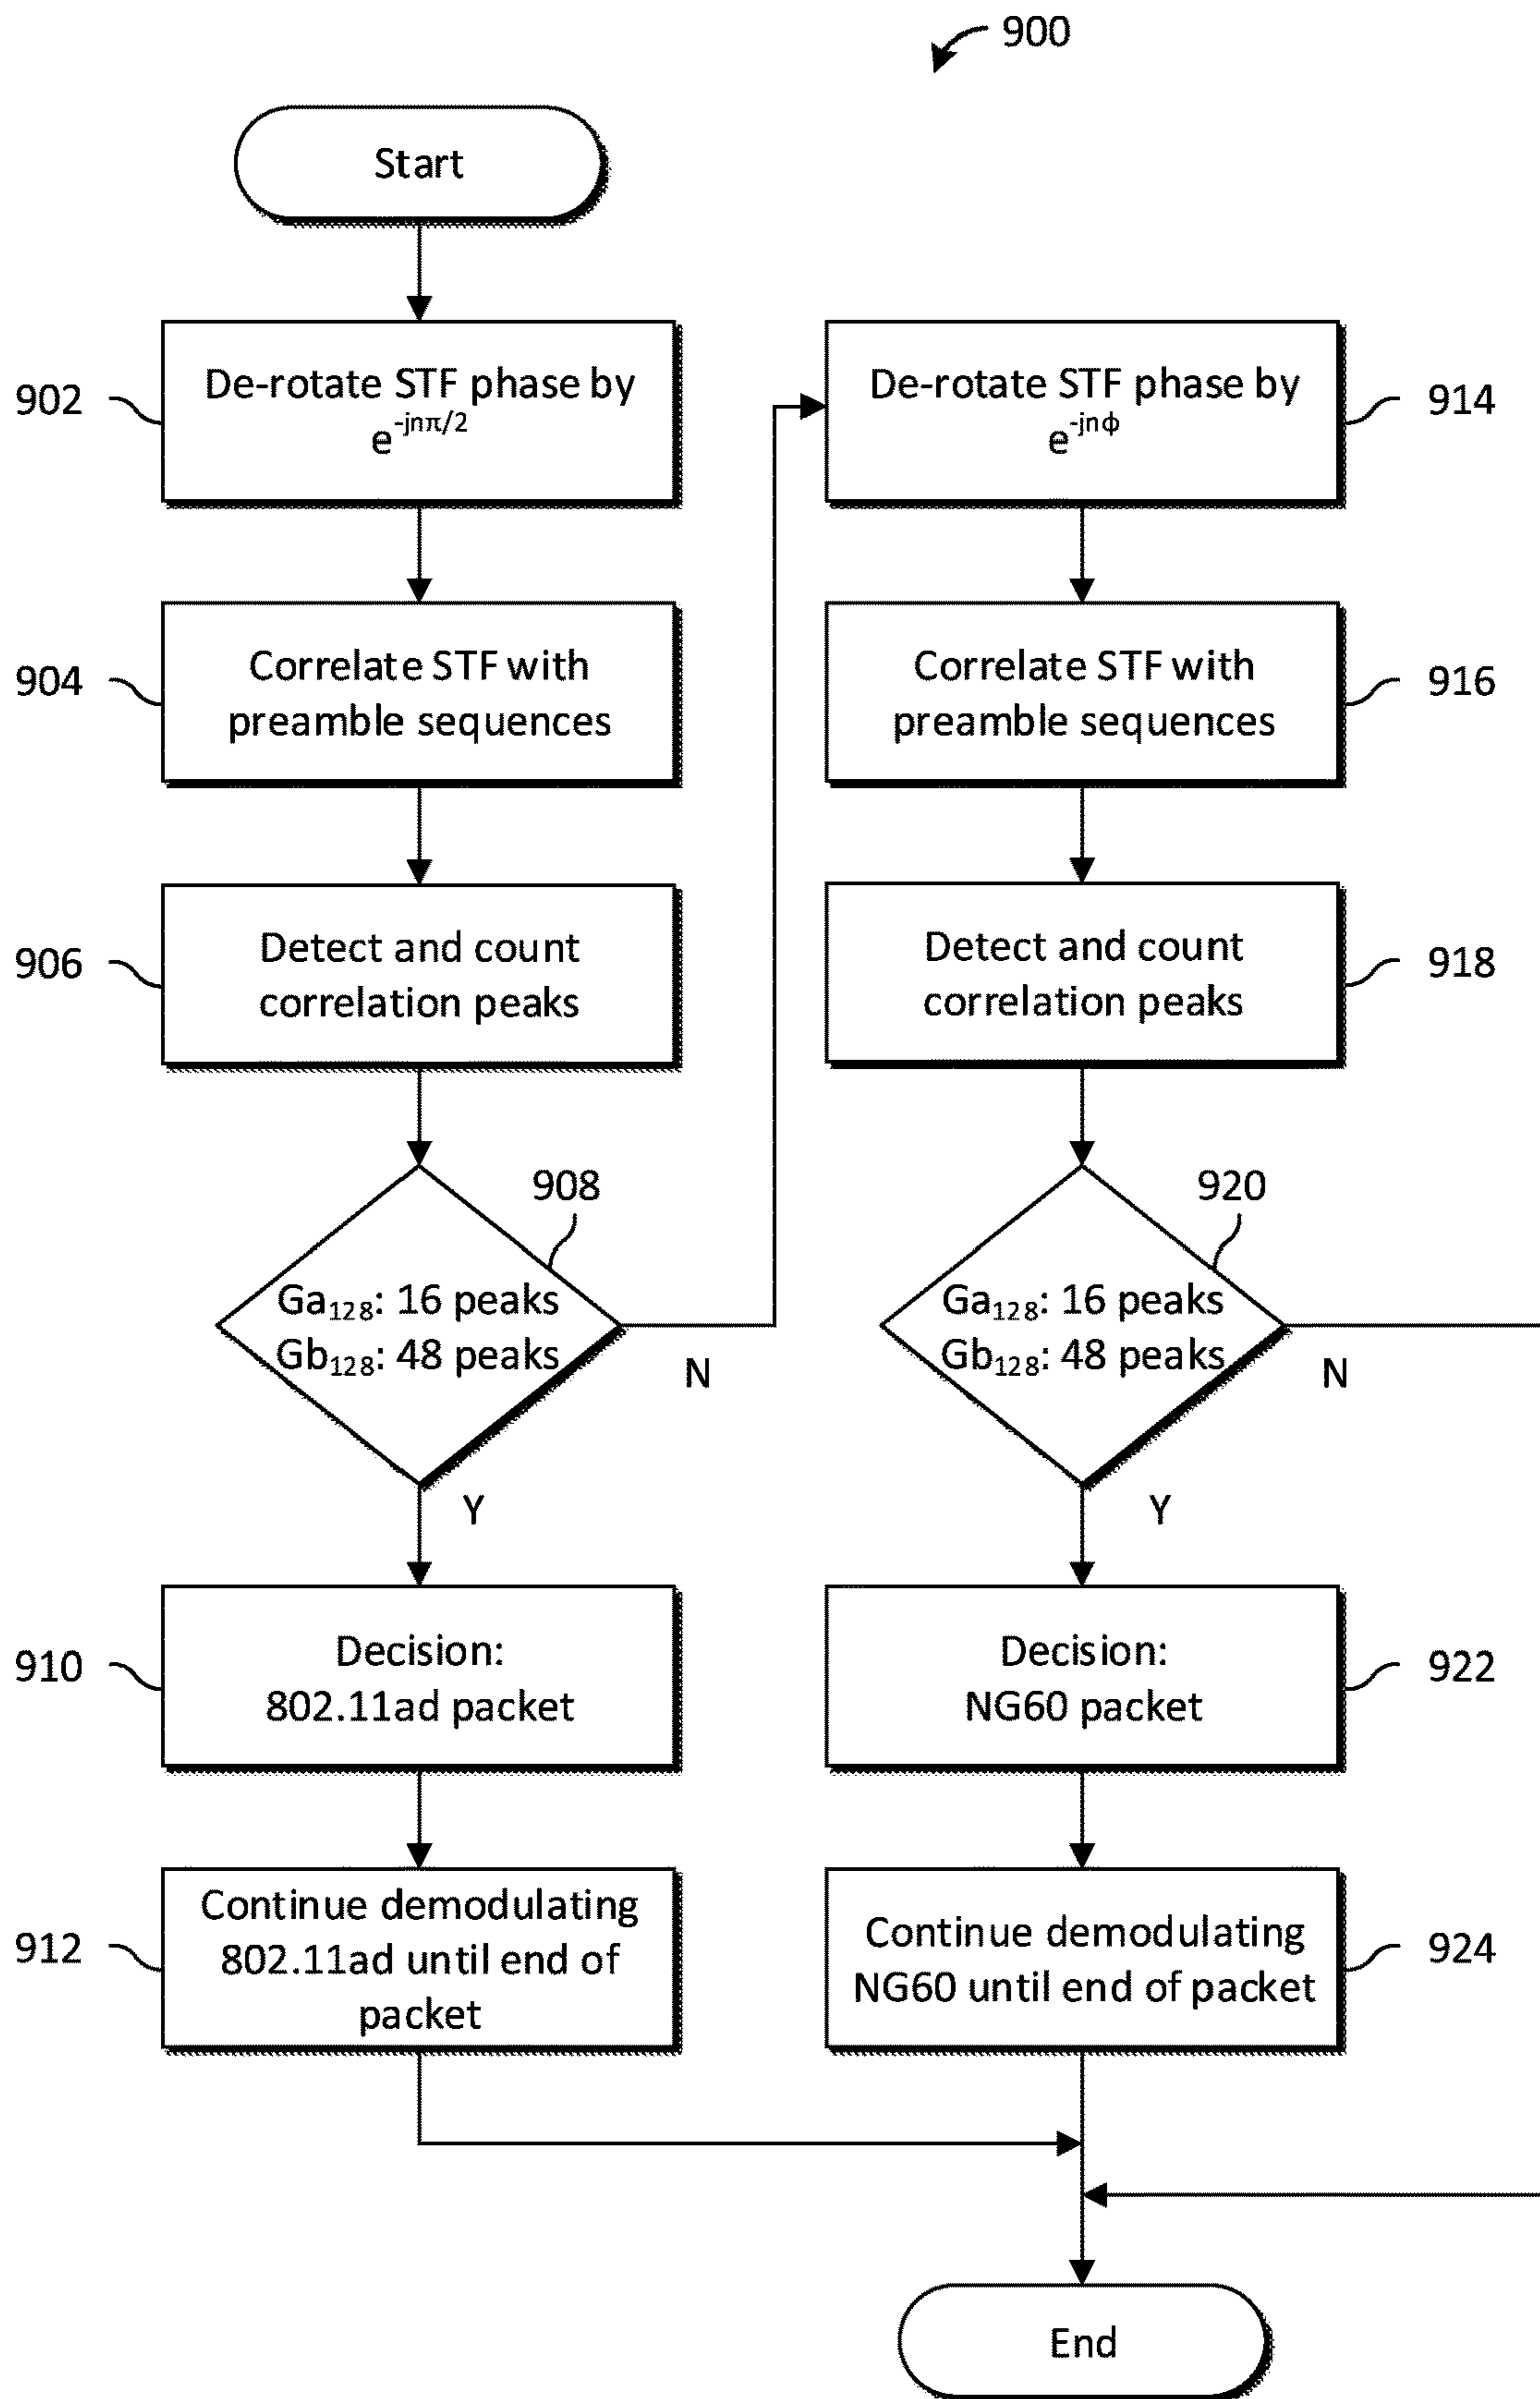 900
Start
902
De-rotate STF phase by
e^-jnπ/2
904
Correlate STF with
preamble sequences
906
Detect and count
correlation peaks
908
Ga₁₂₈: 16 peaks
Gb₁₂₈: 48 peaks
N
Y
910
Decision:
802.11ad packet
912
Continue demodulating
802.11ad until end of
packet
De-rotate STF phase by
e^-jnϕ
914
Correlate STF with
preamble sequences
916
Detect and count
correlation peaks
918
920
Ga₁₂₈: 16 peaks
Gb₁₂₈: 48 peaks
N
Y
Decision:
NG60 packet
922
Continue demodulating
NG60 until end of packet
924
End